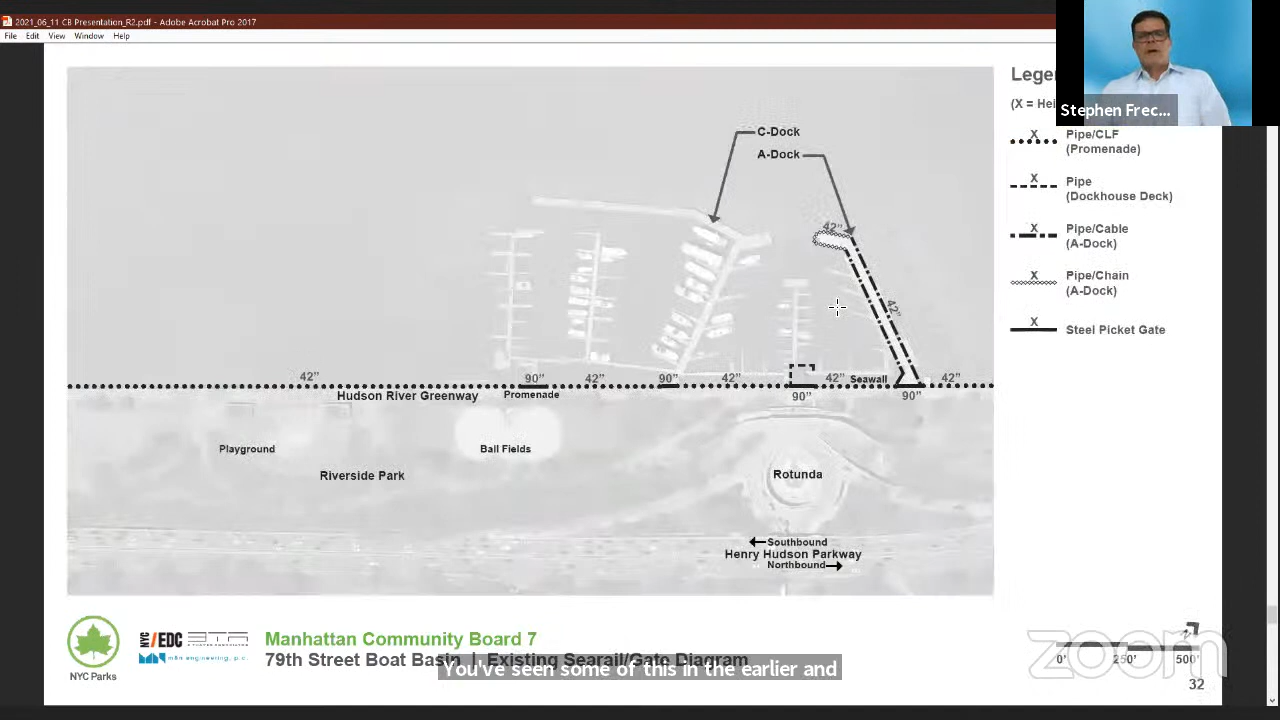 2021_06_11 CB Presentation_R2.pdf - Adobe Acrobat Pro 2017
File Edit View Window Help
Stephen Frec...
C-Dock
A-Dock
42"
42"
42"
90"
42"
90"
42"
42"
Seawall
42"
Hudson River Greenway
Promenade
90"
90"
Playground
Ball Fields
Riverside Park
Rotunda
Southbound
Henry Hudson Parkway
Northbound
(X = Hei
X
Pipe/CLF
(Promenade)
X
Pipe
(Dockhouse Deck)
X
Pipe/Cable
(A-Dock)
X
Pipe/Chain
(A-Dock)
X
Steel Picket Gate
NYC Parks
NYC/EDC
m&n engineering, p.c.
Manhattan Community Board 7
79th Street Boat Basin | Existing Searail/Gate Diagram
You've seen some of this in the earlier and
zoom
0' 250' 500'
32